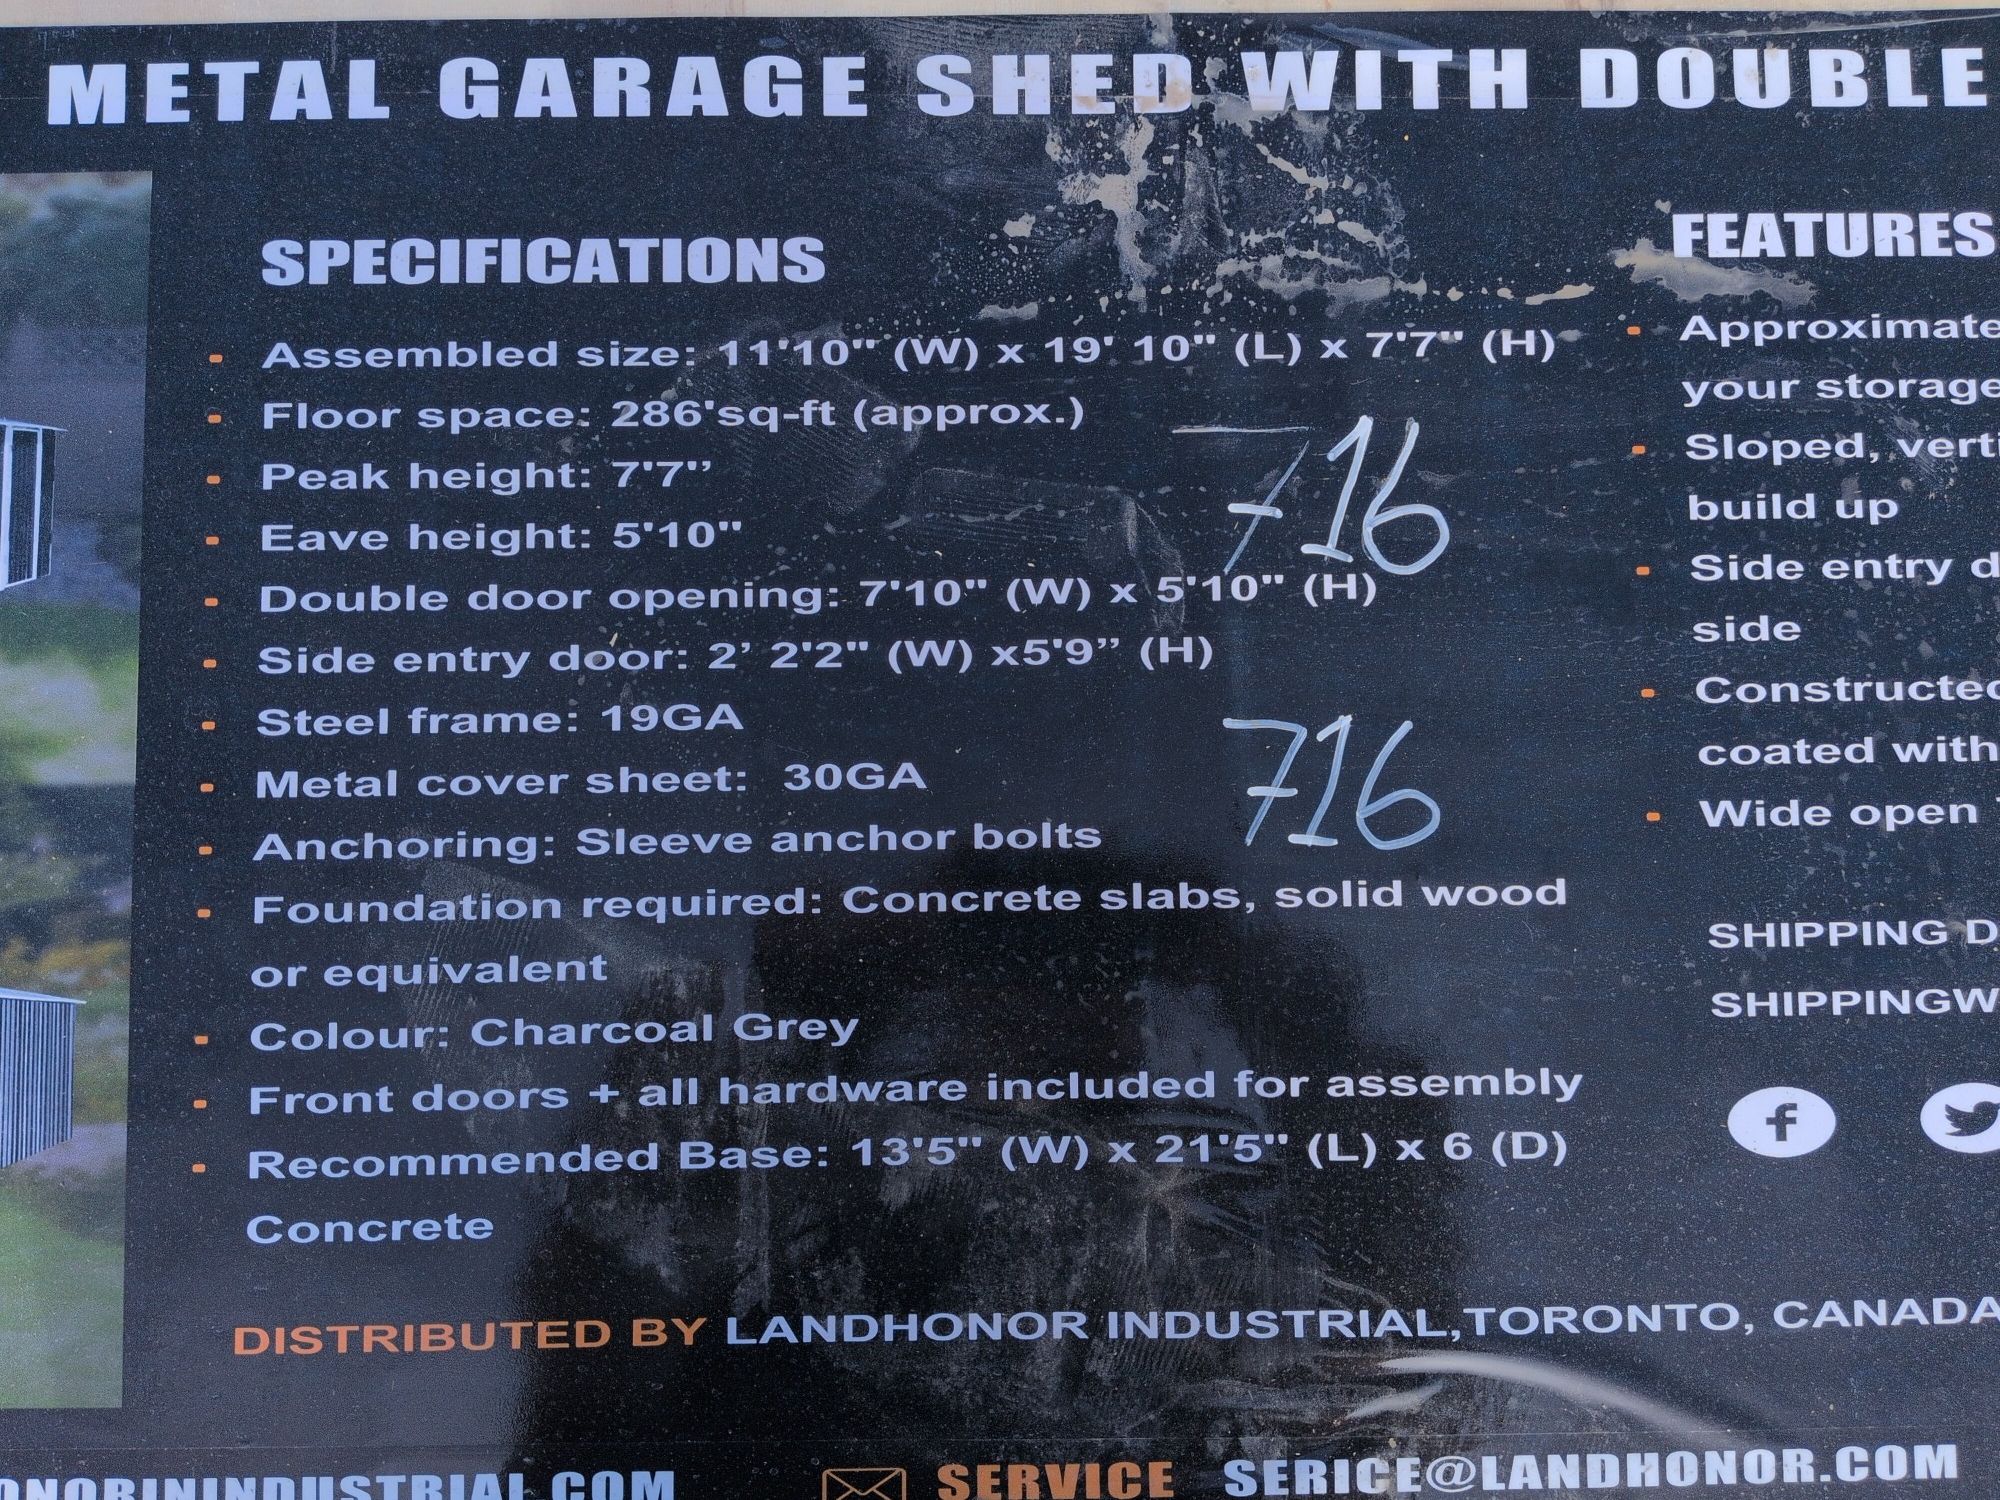 METAL GARAGE SHED WITH DOUBLE
SPECIFICATIONS
Assembled size: 11'10" (W) x 19' 10" (L) x 7'7" (H)
Floor space: 286'sq-ft (approx.)
Peak height: 7'7''
Eave height: 5'10"
Double door opening: 7'10" (W) x 5'10" (H)
Side entry door: 2’ 2'2" (W) x5'9” (H)
Steel frame: 19GA
Metal cover sheet: 30GA
Anchoring: Sleeve anchor bolts
Foundation required: Concrete slabs, solid wood
or equivalent
Colour: Charcoal Grey
Front doors + all hardware included for assembly
Recommended Base: 13'5" (W) x 21'5" (L) x 6 (D)
Concrete
716
716
FEATURES
Approximate
your storage
Sloped, verti
build up
Side entry d
side
Constructed
coated with
Wide open
SHIPPING D
SHIPPINGW
DISTRIBUTED BY LANDHONOR INDUSTRIAL,TORONTO, CANADA
ONORININDUSTRIAL.COM
SERVICE SERICE@LANDHONOR.COM